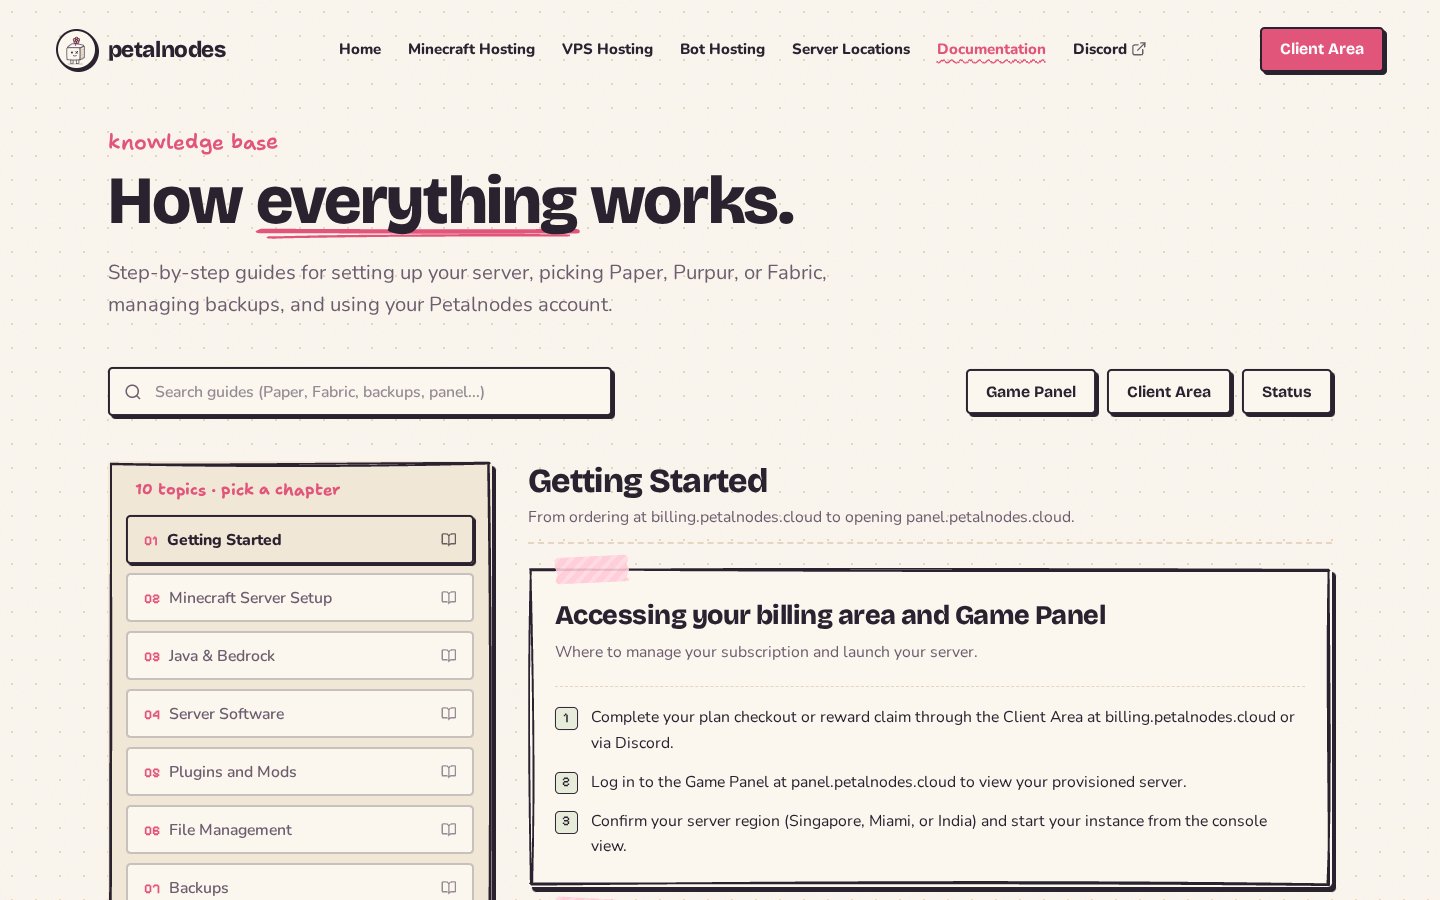 petalnodes
Home
Minecraft Hosting
VPS Hosting
Bot Hosting
Server Locations
Documentation
Discord
Client Area
knowledge base
How everything works.
Step-by-step guides for setting up your server, picking Paper, Purpur, or Fabric,
managing backups, and using your Petalnodes account.
Search guides (Paper, Fabric, backups, panel...)
Game Panel
Client Area
Status
10 topics · pick a chapter
01 Getting Started
02 Minecraft Server Setup
03 Java & Bedrock
04 Server Software
05 Plugins and Mods
06 File Management
07 Backups
Getting Started
From ordering at billing.petalnodes.cloud to opening panel.petalnodes.cloud.
Accessing your billing area and Game Panel
Where to manage your subscription and launch your server.
1 Complete your plan checkout or reward claim through the Client Area at billing.petalnodes.cloud or
via Discord.
2 Log in to the Game Panel at panel.petalnodes.cloud to view your provisioned server.
3 Confirm your server region (Singapore, Miami, or India) and start your instance from the console
view.